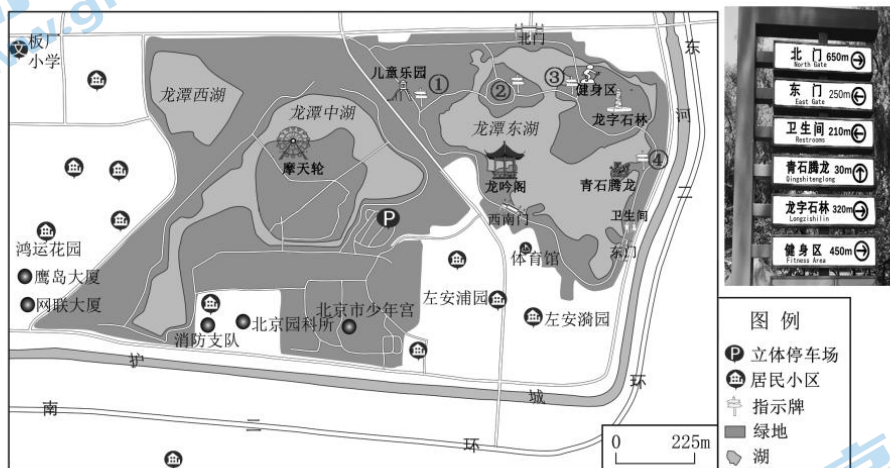 北门
东
板厂
小学
文
儿童乐园
①
②
③
健身区
龙潭西湖
龙潭中湖
龙潭东湖
龙字石林
河
④
摩天轮
龙吟阁
青石腾龙
二
P
西南门
卫生间
鸿运花园
体育馆
东门
鹰岛大厦
网联大厦
左安浦园
北京市少年宫
左安漪园
北京园科所
消防支队
护
城
环
南
二
环
0 225m
北门 650m
North Gate
东门 250m
East Gate
卫生间 210m
Restrooms
青石腾龙 30m
Qingshitenglong
龙字石林 320m
Longzishilin
健身区 450m
Fitness Area
图例
P 立体停车场
居民小区
指示牌
绿地
湖